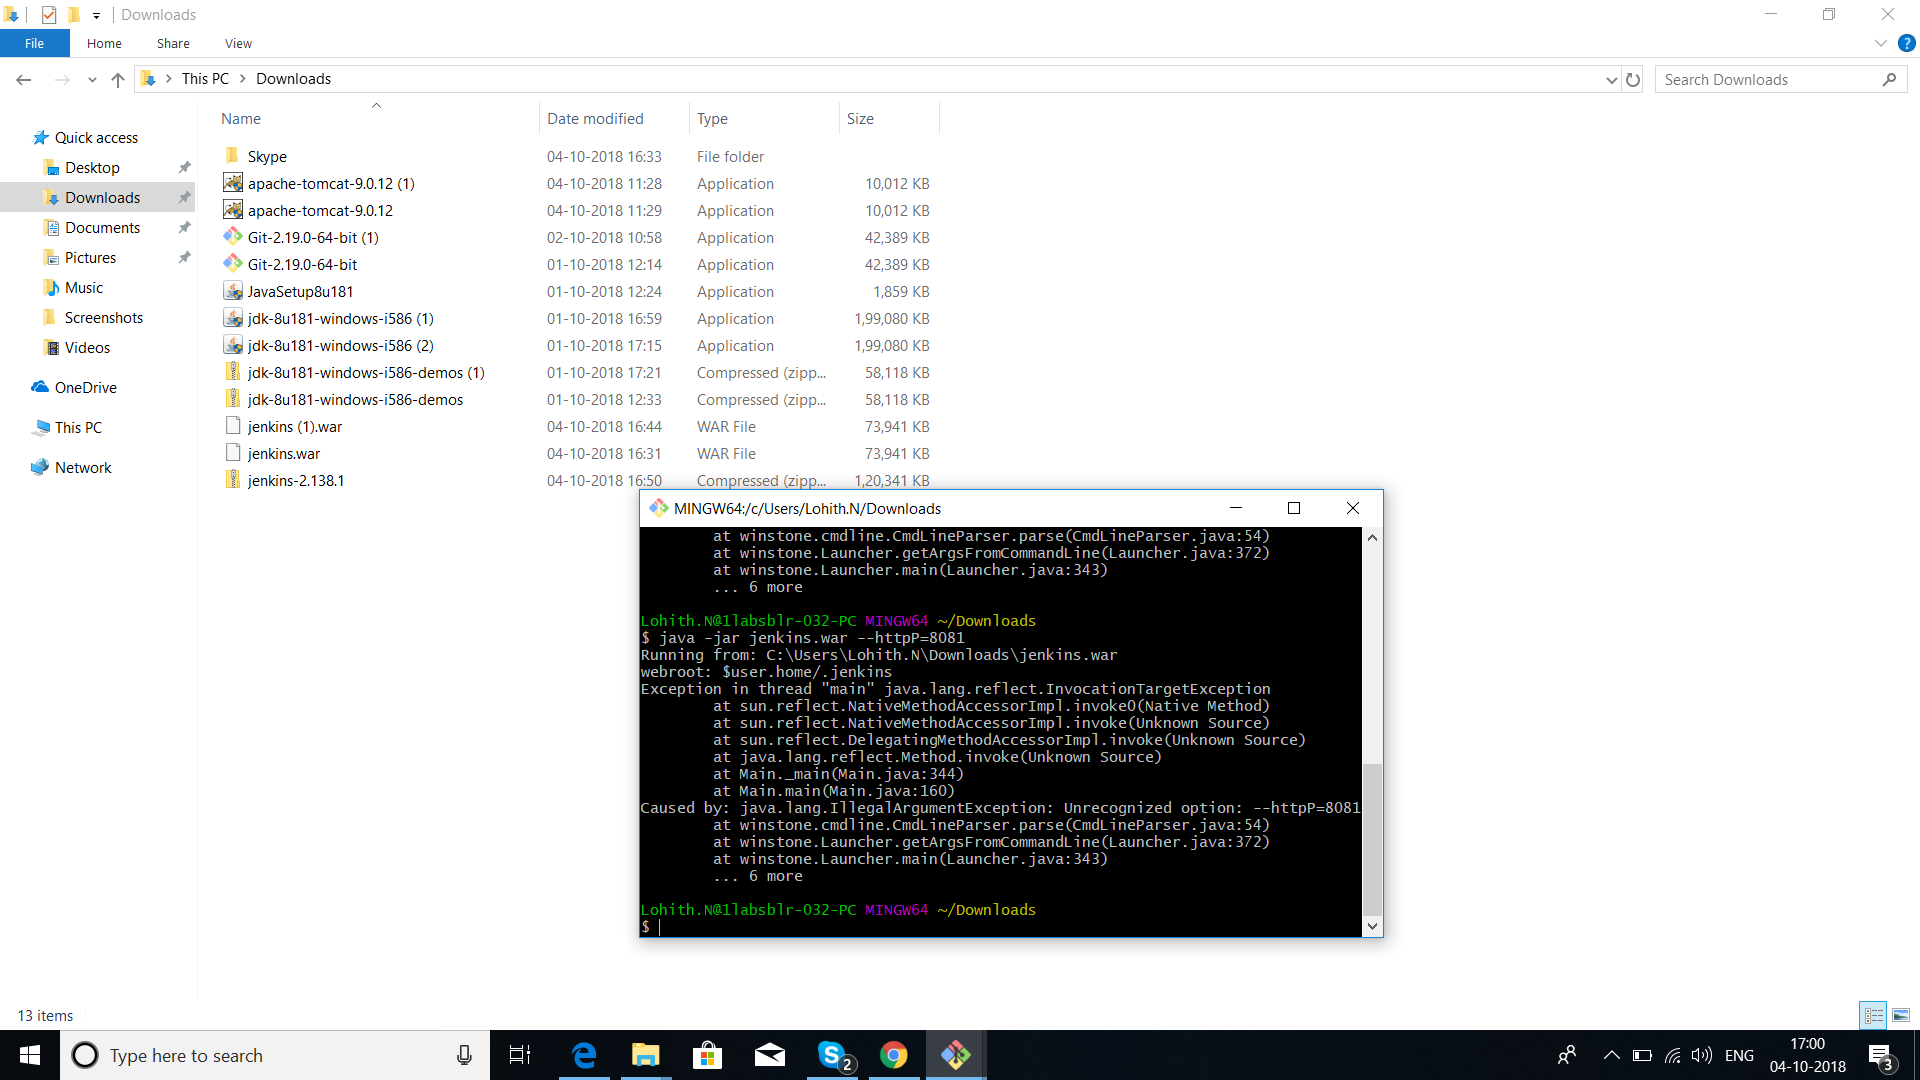 Downloads
File Home Share View
This PC Downloads
Search Downloads
Name Date modified Type Size
Quick access
Desktop
Downloads
Documents
Pictures
Music
Screenshots
Videos
OneDrive
This PC
Network
Skype 04-10-2018 16:33 File folder
apache-tomcat-9.0.12 (1) 04-10-2018 11:28 Application 10,012 KB
apache-tomcat-9.0.12 04-10-2018 11:29 Application 10,012 KB
Git-2.19.0-64-bit (1) 02-10-2018 10:58 Application 42,389 KB
Git-2.19.0-64-bit 01-10-2018 12:14 Application 42,389 KB
JavaSetup8u181 01-10-2018 12:24 Application 1,859 KB
jdk-8u181-windows-i586 (1) 01-10-2018 16:59 Application 1,99,080 KB
jdk-8u181-windows-i586 (2) 01-10-2018 17:15 Application 1,99,080 KB
jdk-8u181-windows-i586-demos (1) 01-10-2018 17:21 Compressed (zipp... 58,118 KB
jdk-8u181-windows-i586-demos 01-10-2018 12:33 Compressed (zipp... 58,118 KB
jenkins (1).war 04-10-2018 16:44 WAR File 73,941 KB
jenkins.war 04-10-2018 16:31 WAR File 73,941 KB
jenkins-2.138.1 04-10-2018 16:50 Compressed (zipp... 1,20,341 KB
MINGW64:/c/Users/Lohith.N/Downloads
at winstone.cmdline.CmdLineParser.parse(CmdLineParser.java:54)
at winstone.Launcher.getArgsFromCommandLine(Launcher.java:372)
at winstone.Launcher.main(Launcher.java:343)
... 6 more
Lohith.N@1labsblr-032-PC MINGW64 ~/Downloads
$ java -jar jenkins.war --httpP=8081
Running from: C:\Users\Lohith.N\Downloads\jenkins.war
webroot: $user.home/.jenkins
Exception in thread "main" java.lang.reflect.InvocationTargetException
at sun.reflect.NativeMethodAccessorImpl.invoke0(Native Method)
at sun.reflect.NativeMethodAccessorImpl.invoke(Unknown Source)
at sun.reflect.DelegatingMethodAccessorImpl.invoke(Unknown Source)
at java.lang.reflect.Method.invoke(Unknown Source)
at Main._main(Main.java:344)
at Main.main(Main.java:160)
Caused by: java.lang.IllegalArgumentException: Unrecognized option: --httpP=8081
at winstone.cmdline.CmdLineParser.parse(CmdLineParser.java:54)
at winstone.Launcher.getArgsFromCommandLine(Launcher.java:372)
at winstone.Launcher.main(Launcher.java:343)
... 6 more
Lohith.N@1labsblr-032-PC MINGW64 ~/Downloads
$
13 items
Type here to search
2
ENG
17:00
04-10-2018
3